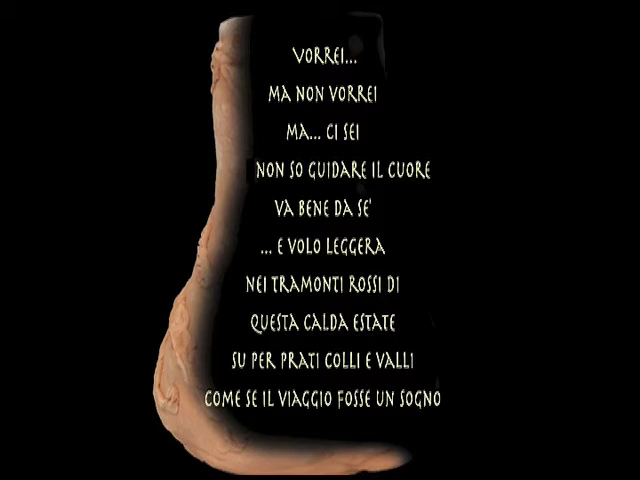 VORREI...
MA NON VORREI
MA... CI SEI
NON SO GUIDARE IL CUORE
VA BENE DA SE'
... E VOLO LEGGERA
NEI TRAMONTI ROSSI DI
QUESTA CALDA ESTATE
SU PER PRATI COLLI E VALLI
COME SE IL VIAGGIO FOSSE UN SOGNO